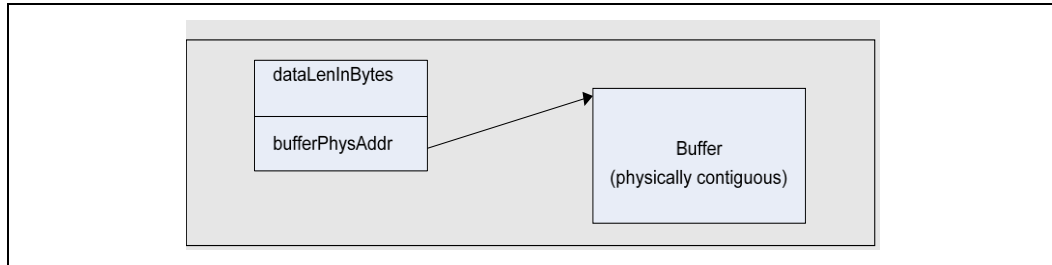 dataLenInBytes
bufferPhysAddr
Buffer
(physically contiguous)